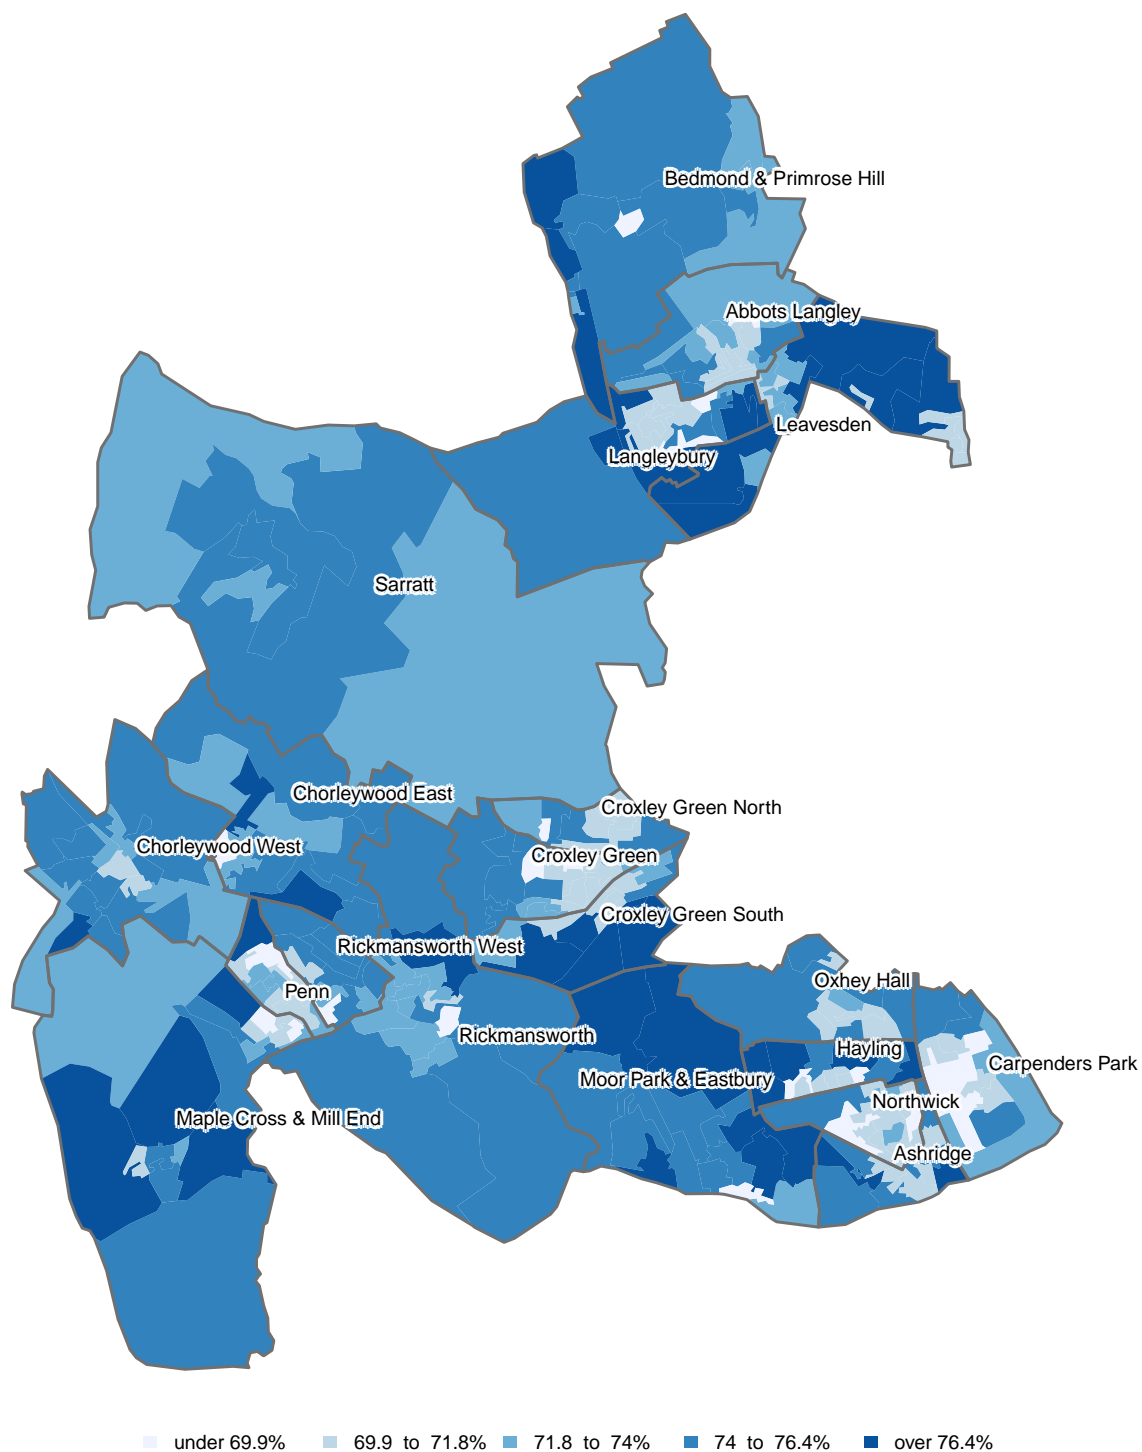 Bedmond & Primrose Hill
Abbots Langley
Leavesden
Langleybury
Sarratt
Chorleywood East
Croxley Green North
Chorleywood West
Croxley Green
Croxley Green South
Rickmansworth West
Oxhey Hall
Penn
Rickmansworth
Hayling
Carpenders Park
Moor Park & Eastbury
Northwick
Maple Cross & Mill End
Ashridge
under 69.9% 69.9 to 71.8% 71.8 to 74% 74 to 76.4% over 76.4%